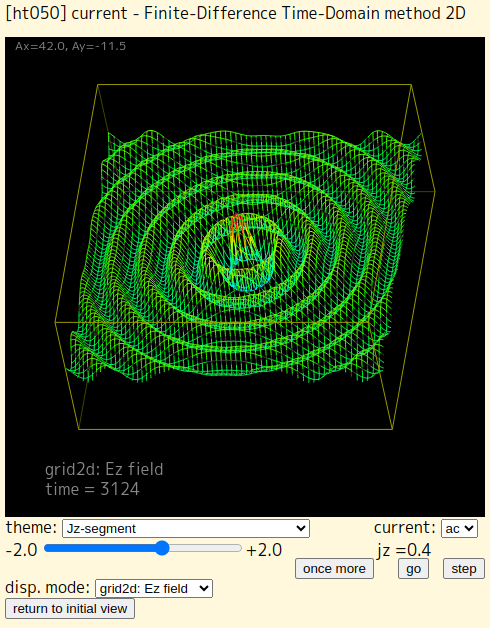 [ht050] current - Finite-Difference Time-Domain method 2D
Ax=42.0, Ay=-11.5
grid2d: Ez field
time = 3124
theme: Jz-segment current: ac
-2.0 +2.0 jz =0.4
once more go step
disp. mode: grid2d: Ez field
return to initial view